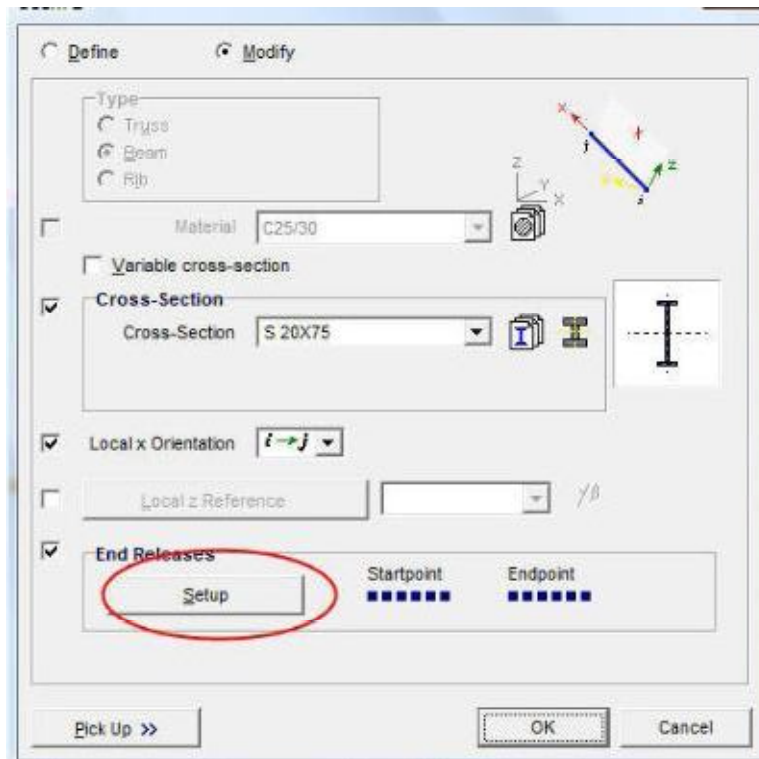 Define Modify
Type
Truss
Beam
Rib
Material C25/30
Variable cross-section
Cross-Section
Cross-Section S 20X75
Local x Orientation i→j
Local z Reference
End Releases
Setup
Startpoint Endpoint
Pick Up >>
OK Cancel
x
j
z
i
Z
Y
X